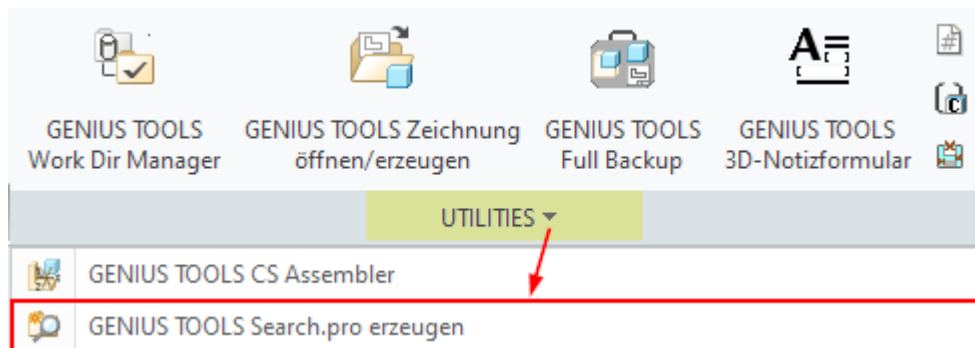 GENIUS TOOLS
Work Dir Manager
GENIUS TOOLS Zeichnung
öffnen/erzeugen
GENIUS TOOLS
Full Backup
A=
GENIUS TOOLS
3D-Notizformular
#
C
UTILITIES
GENIUS TOOLS CS Assembler
GENIUS TOOLS Search.pro erzeugen